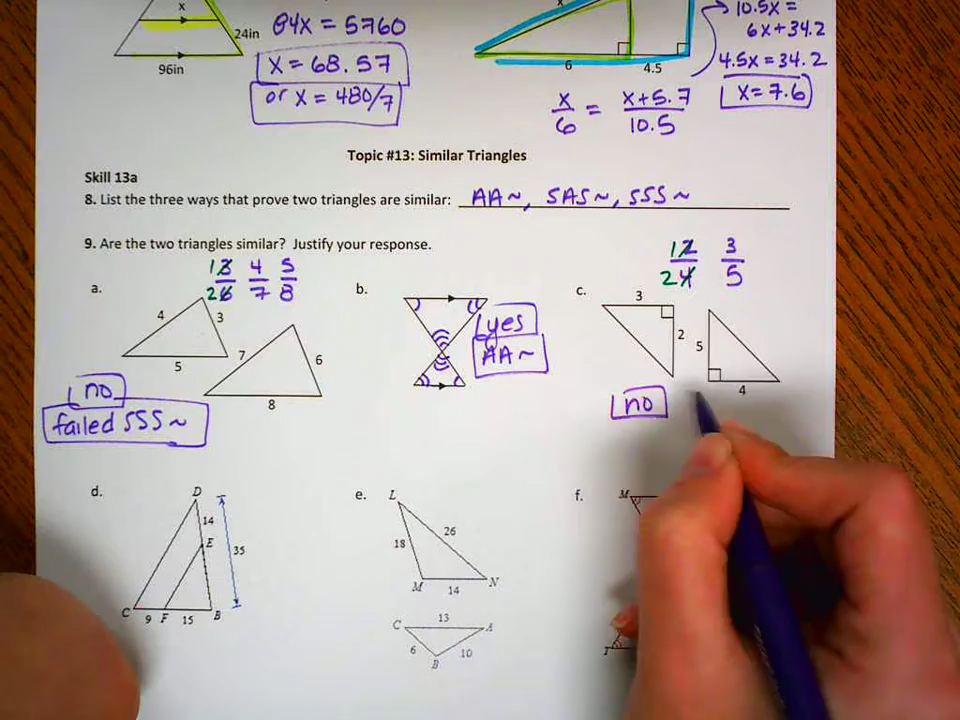 x
24in
96in
84x = 5760
x = 68.57
or x = 480/7
x
6
4.5
x/6 = x+5.7/10.5
10.5x =
6x+34.2
4.5x = 34.2
x = 7.6
Topic #13: Similar Triangles
Skill 13a
8. List the three ways that prove two triangles are similar: AA~, SAS~, SSS~
9. Are the two triangles similar? Justify your response.
a.
4/7 5/8
4
3
5
7
6
8
no
failed SSS~
b.
yes
AA~
c.
3/5
3
2
5
4
no
d.
D
14
E
35
C
9
F
15
B
e.
L
26
18
M
14
N
C
13
A
6
B
10
f.
M
T